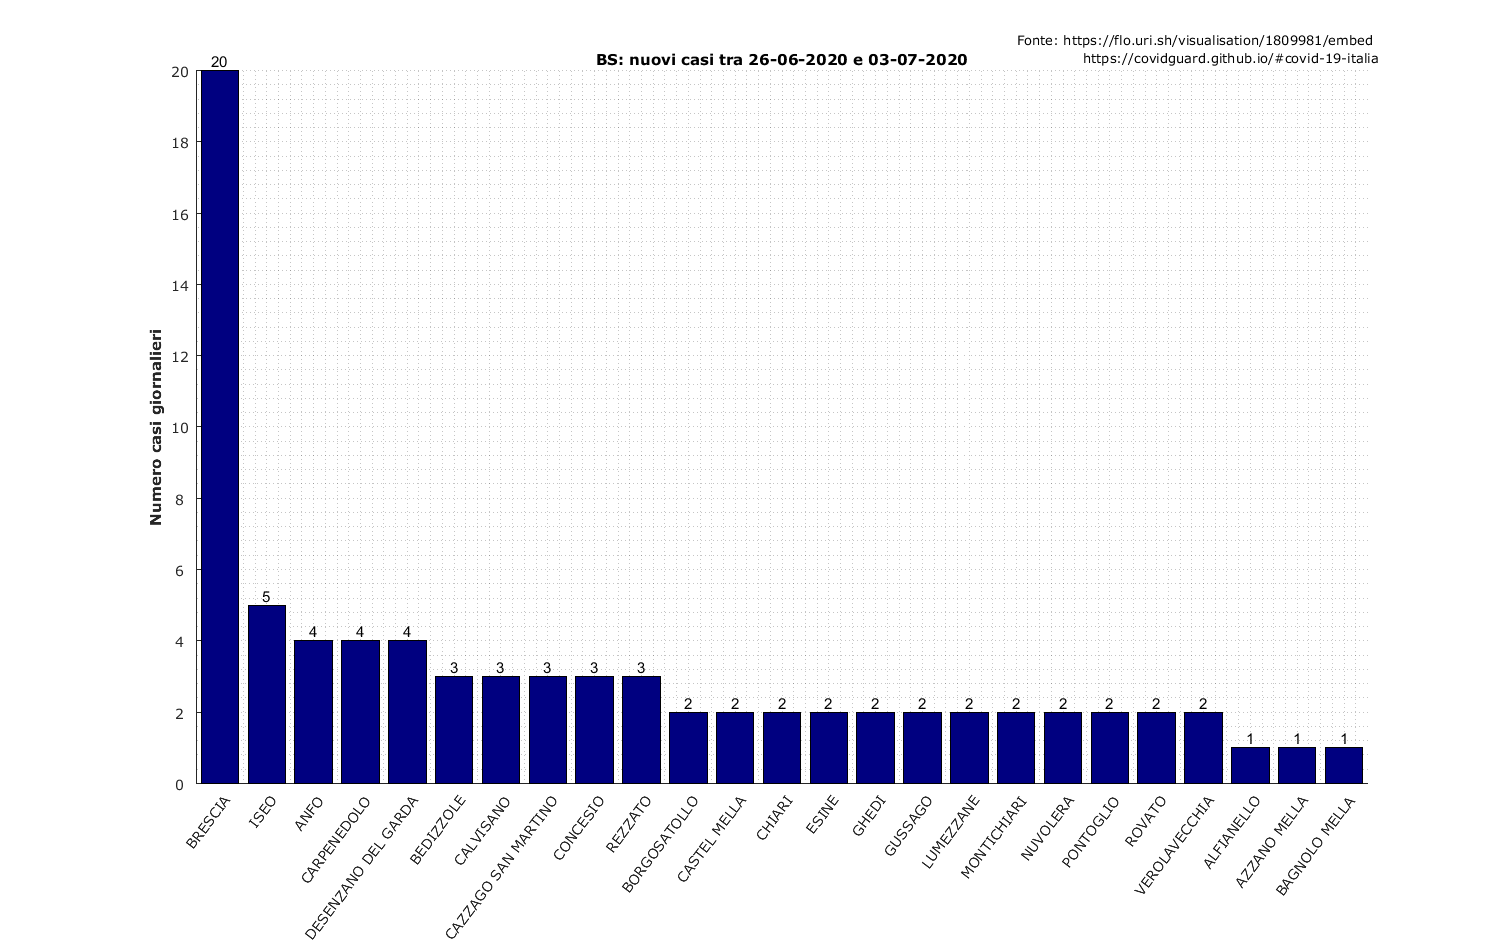 Fonte: https://flo.uri.sh/visualisation/1809981/embed
https://covidguard.github.io/#covid-19-italia
BS: nuovi casi tra 26-06-2020 e 03-07-2020
Numero casi giornalieri
20
18
16
14
12
10
8
6
4
2
0
20
5
4
4
4
3
3
3
3
3
2
2
2
2
2
2
2
2
2
2
2
2
1
1
1
BRESCIA
ISEO
ANFO
CARPENEDOLO
DESENZANO DEL GARDA
BEDIZZOLE
CALVISANO
CAZZAGO SAN MARTINO
CONCESIO
REZZATO
BORGOSATOLLO
CASTEL MELLA
CHIARI
ESINE
GHEDI
GUSSAGO
LUMEZZANE
MONTICHIARI
NUVOLERA
PONTOGLIO
ROVATO
VEROLAVECCHIA
ALFIANELLO
AZZANO MELLA
BAGNOLO MELLA